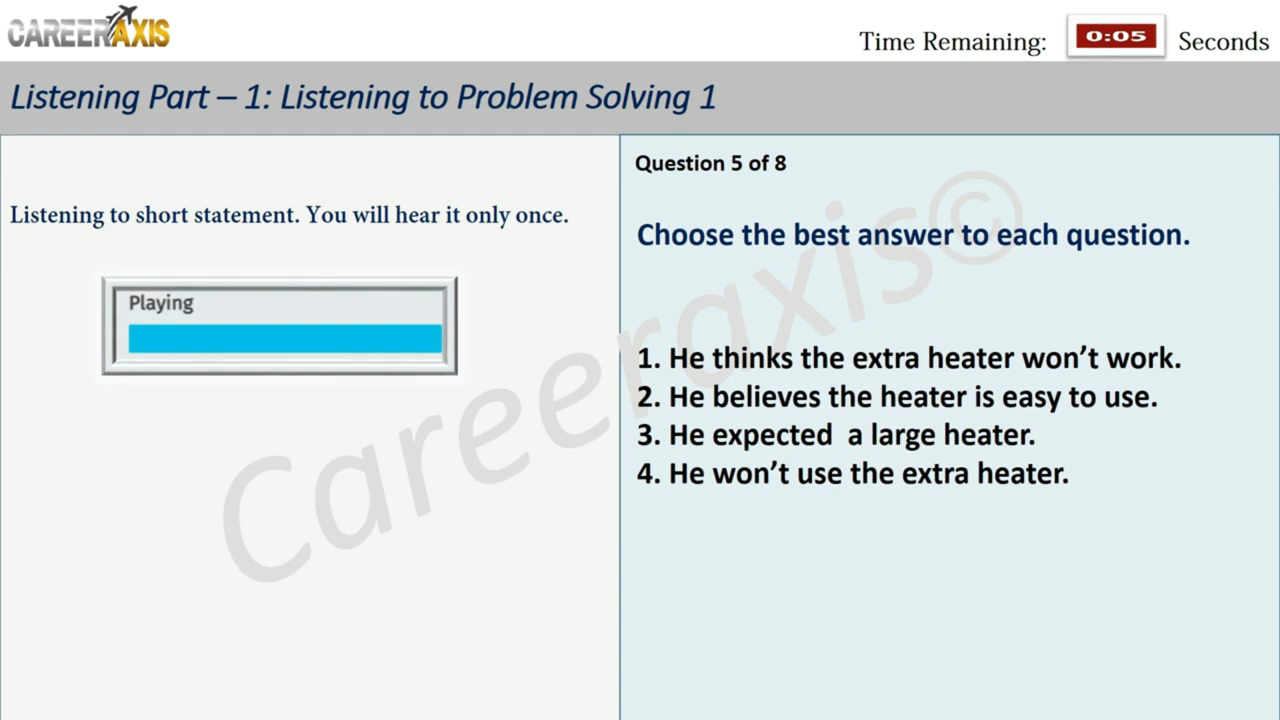 CAREERAXIS
Time Remaining: 0:05 Seconds
Listening Part – 1: Listening to Problem Solving 1
Listening to short statement. You will hear it only once.
Playing
Question 5 of 8
Choose the best answer to each question.
1. He thinks the extra heater won’t work.
2. He believes the heater is easy to use.
3. He expected  a large heater.
4. He won’t use the extra heater.
Careeraxis©